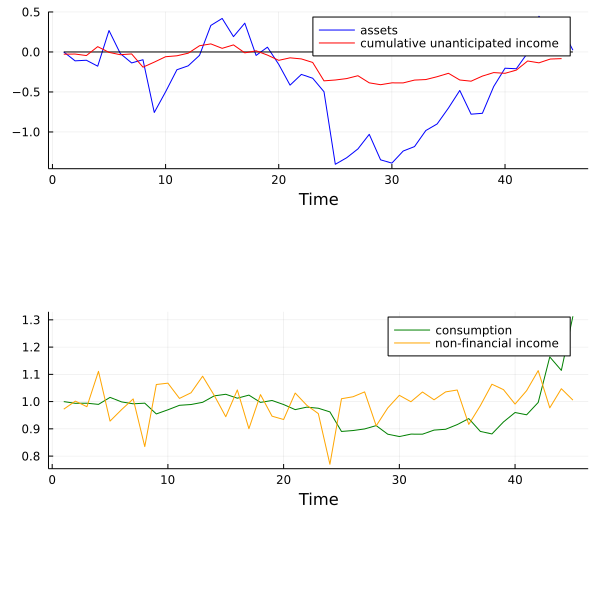 0.5
assets
cumulative unanticipated income
0.0
−0.5
−1.0
0 10 20 30 40
Time
1.3
consumption
non-financial income
1.2
1.1
1.0
0.9
0.8
0 10 20 30 40
Time